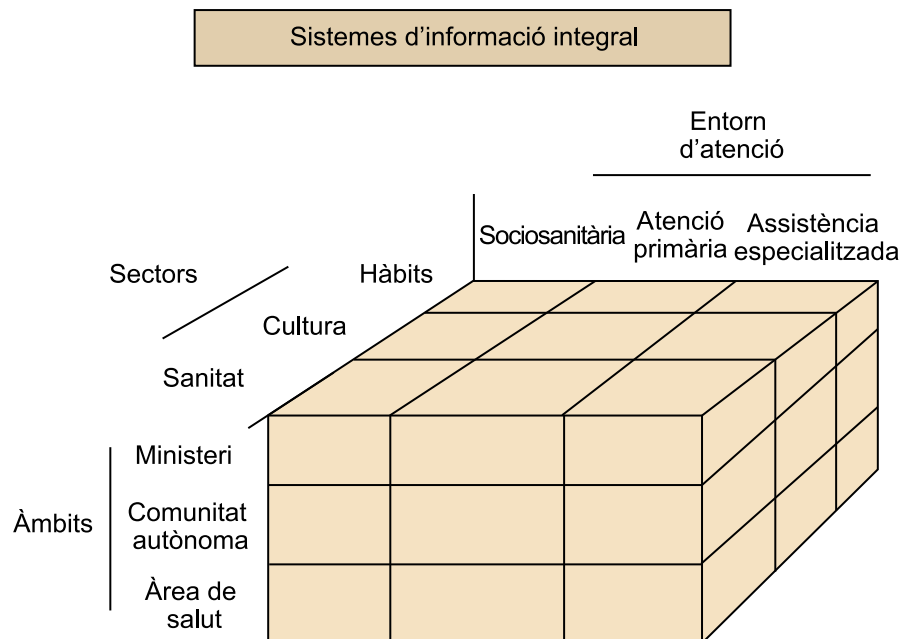 Sistemes d’informació integral
Entorn
d’atenció
Sociosanitària
Atenció
primària
Assistència
especialitzada
Sectors
Hàbits
Cultura
Sanitat
Àmbits
Ministeri
Comunitat
autònoma
Àrea de
salut